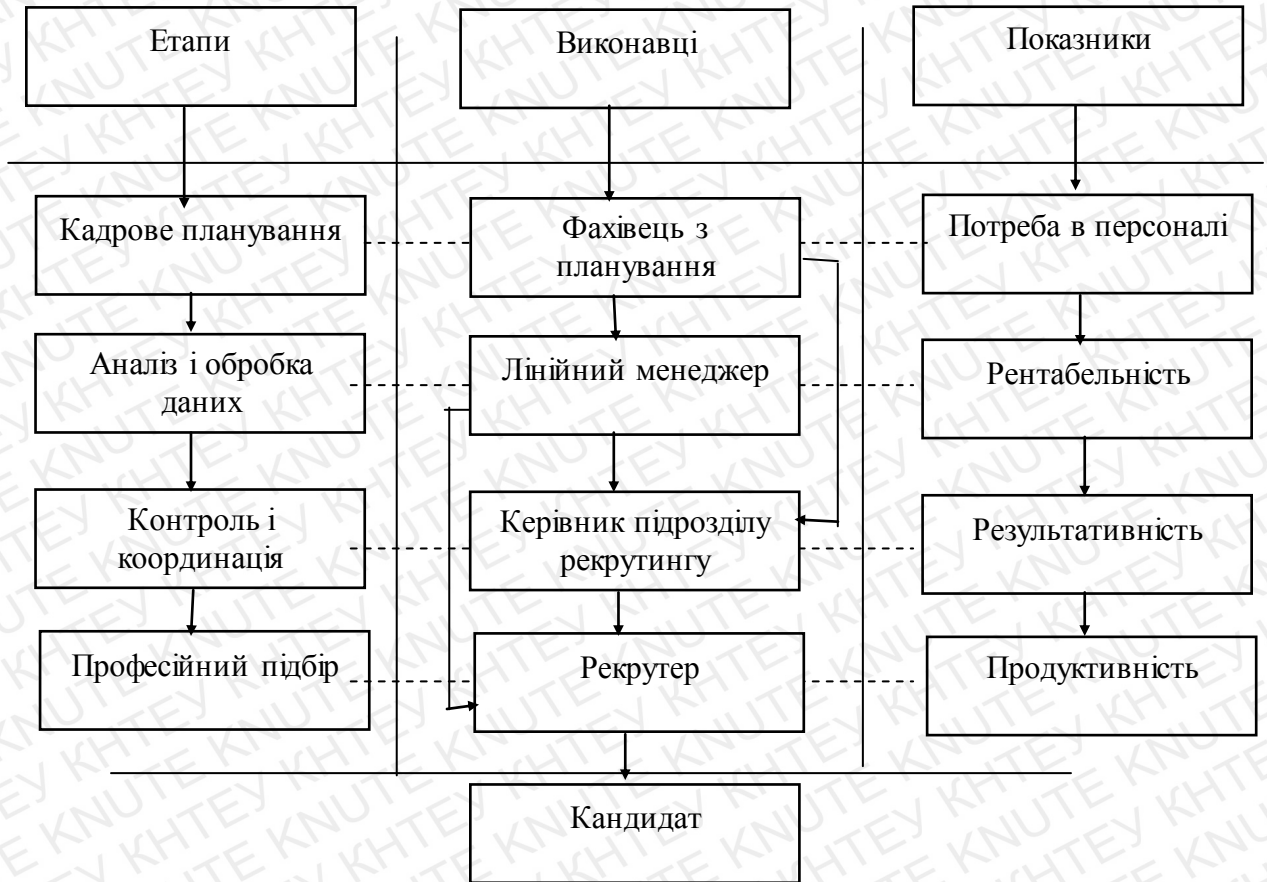 Етапи
Виконавці
Показники
Кадрове планування
Фахівець з
планування
Потреба в персоналі
Аналіз і обробка
даних
Лінійний менеджер
Рентабельність
Контроль і
координація
Керівник підрозділу
рекрутингу
Результативність
Професійний підбір
Рекрутер
Продуктивність
Кандидат